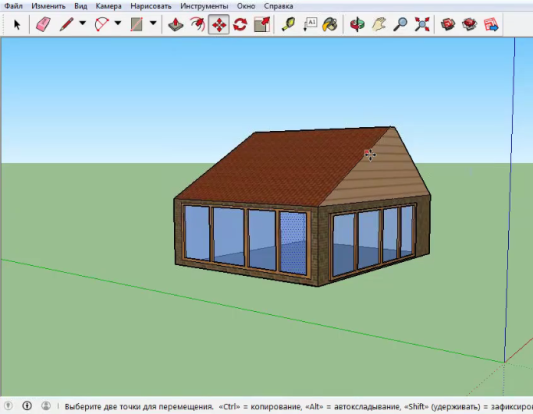 Файл Изменить Вид Камера Нарисовать Инструменты Окно Справка
A1
Выберите две точки для перемещения. «Ctrl» = копирование, «Alt» = автоскладывание, «Shift» (удерживать) = зафиксиро